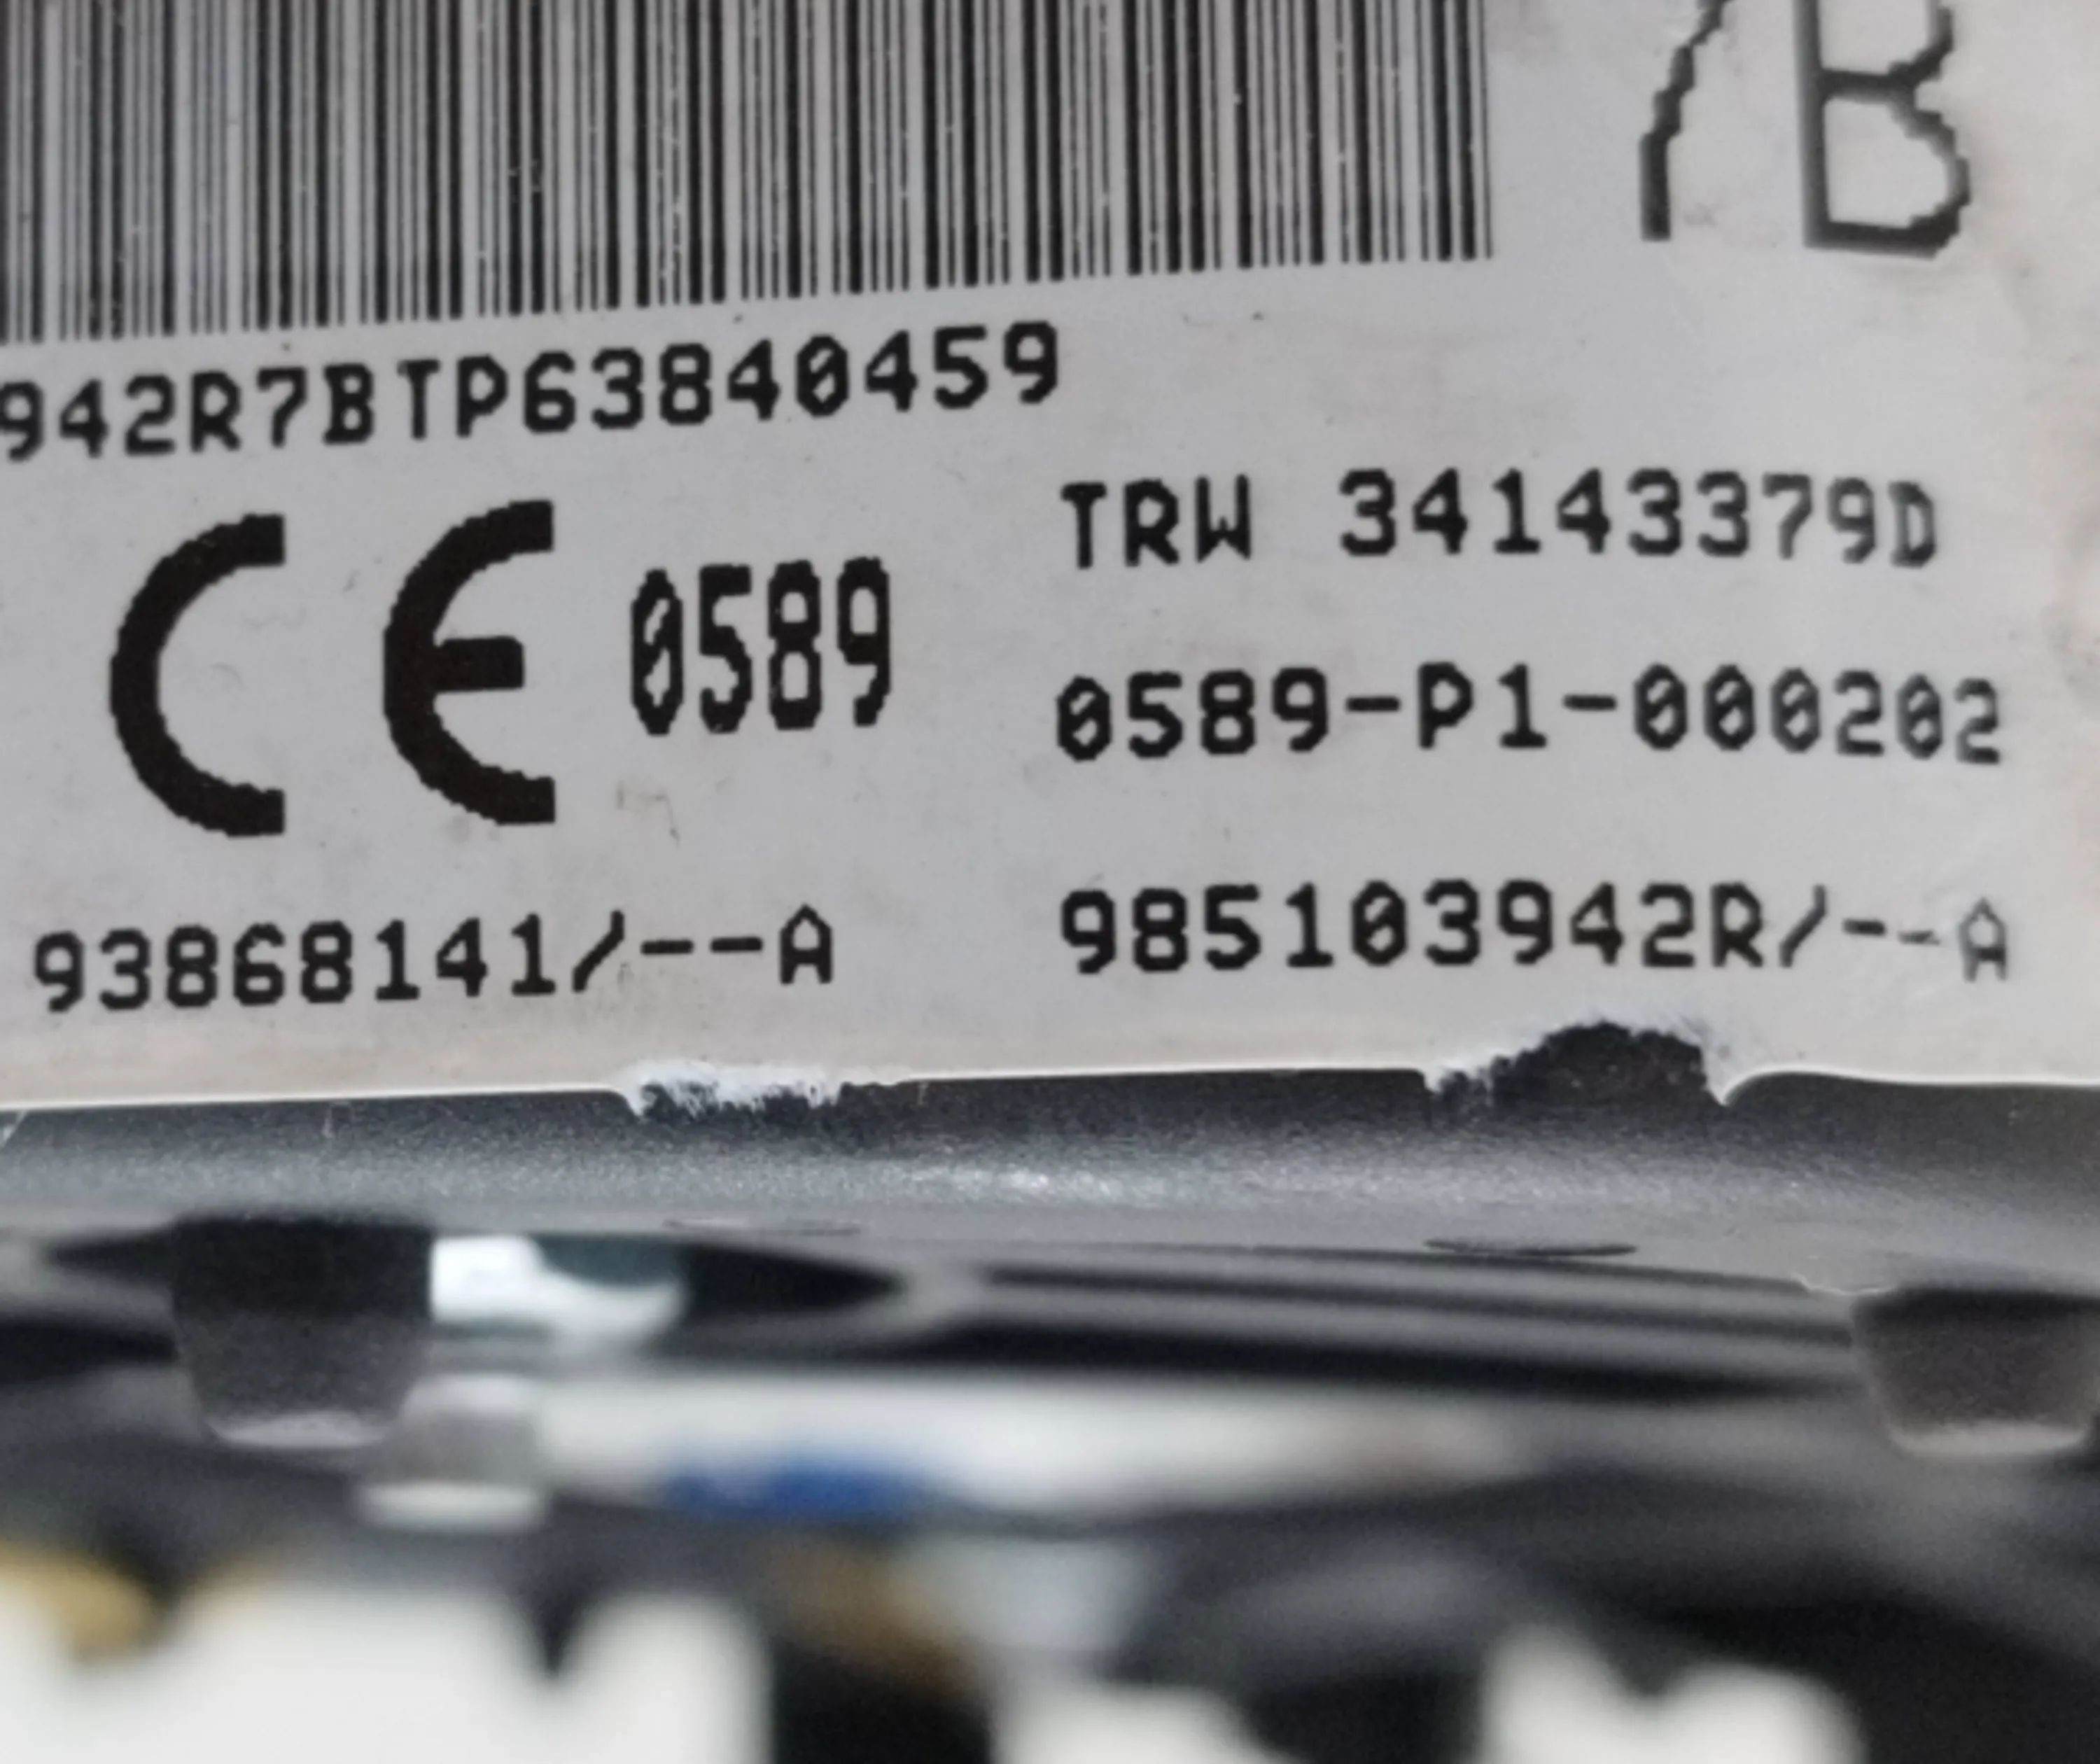 7B
942R7BTP63840459
CE 0589
TRW 34143379D
0589-P1-000202
93868141/--A
985103942R/--A